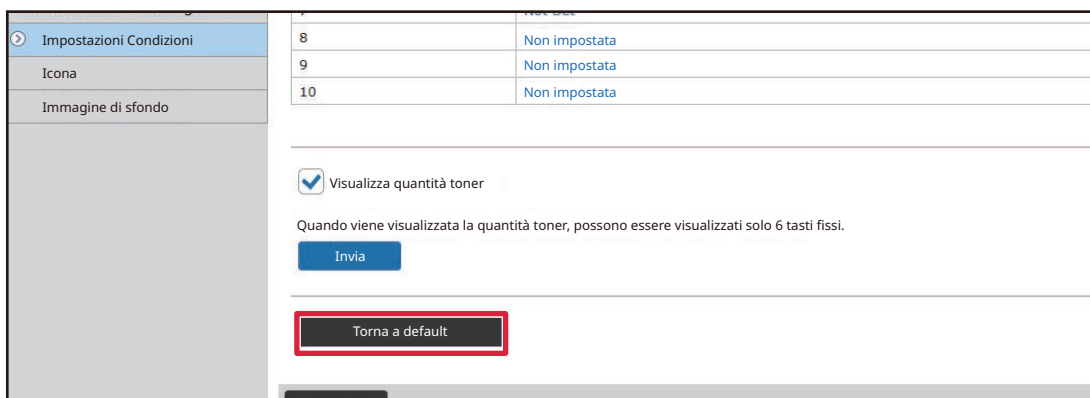 Impostazioni Condizioni
Icona
Immagine di sfondo
8 Non impostata
9 Non impostata
10 Non impostata
Visualizza quantità toner
Quando viene visualizzata la quantità toner, possono essere visualizzati solo 6 tasti fissi.
Invia
Torna a default